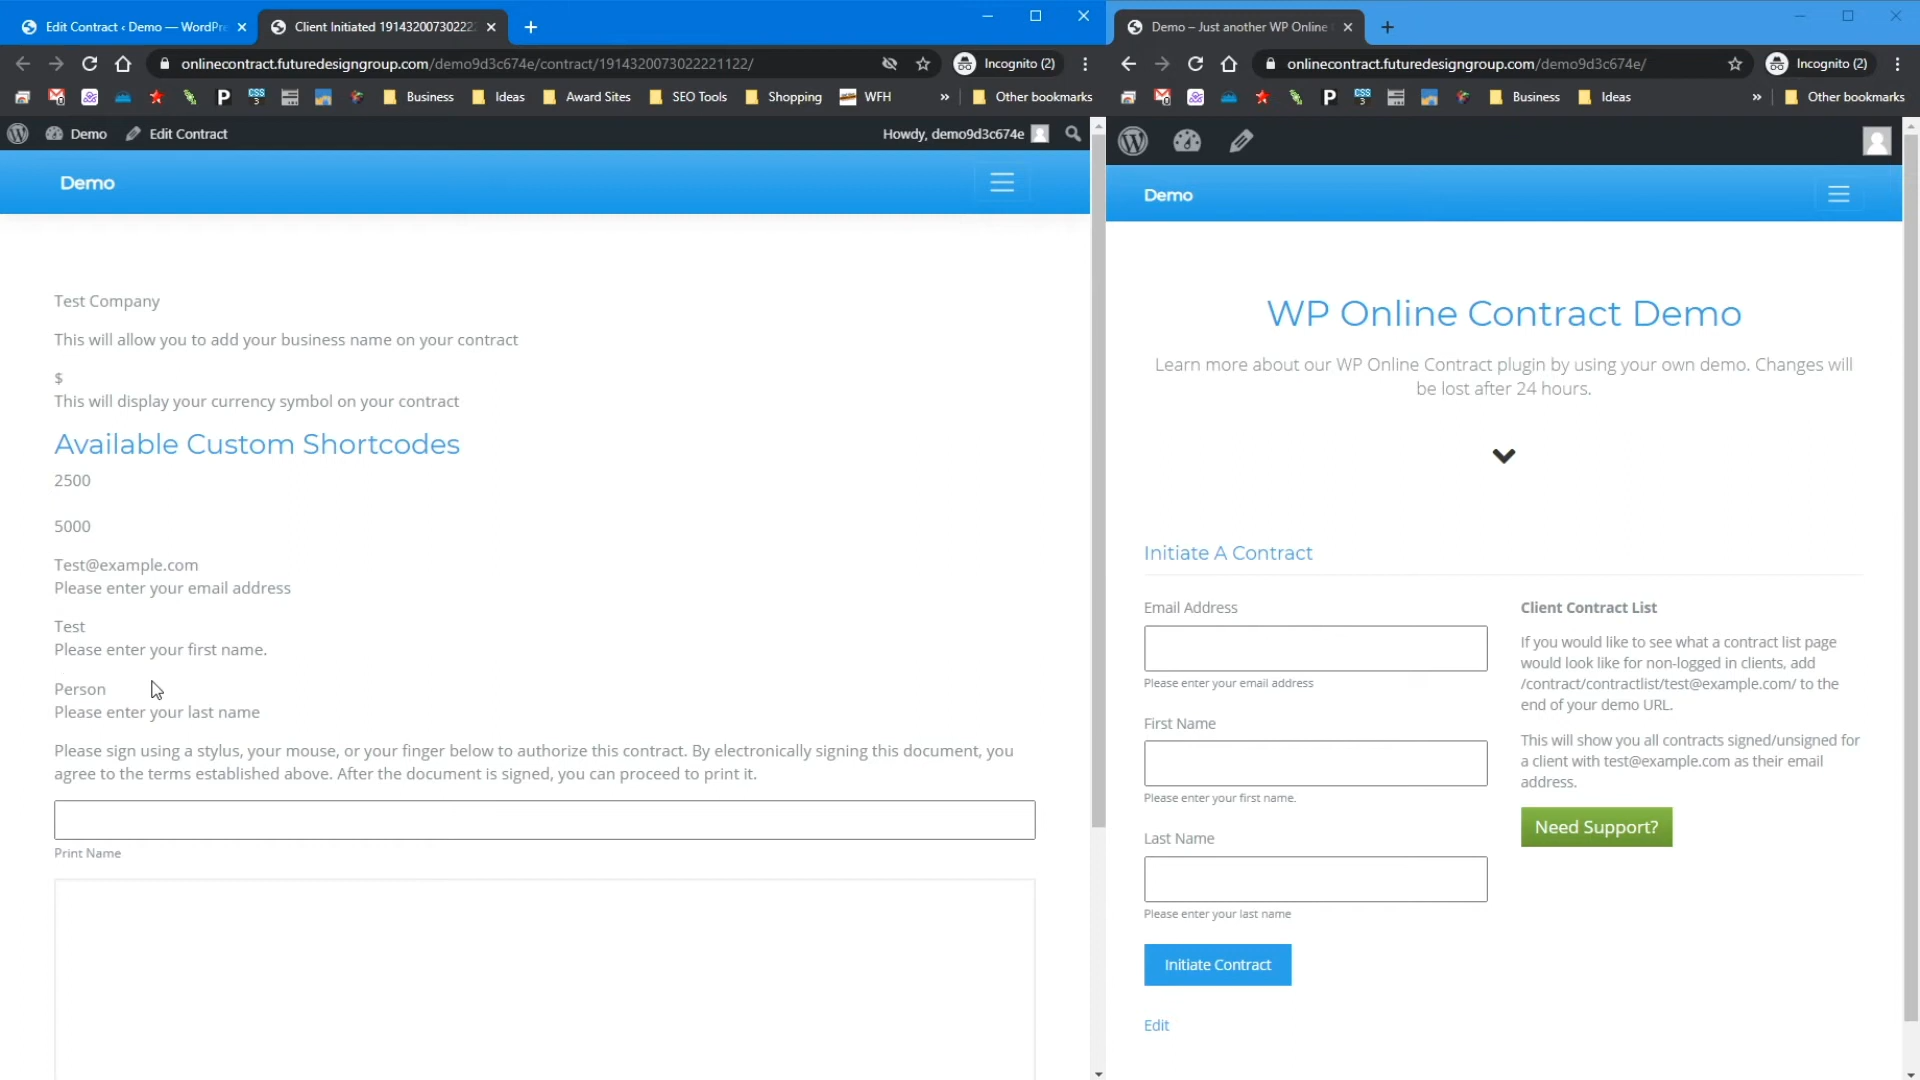 Edit Contract ‹ Demo — WordPr
Client Initiated 1914320073022
onlinecontract.futuredesigngroup.com/demo9d3c674e/contract/1914320073022221122/
Incognito (2)
Business
Ideas
Award Sites
SEO Tools
Shopping
WFH
»
Other bookmarks
Demo
Edit Contract
Howdy, demo9d3c674e
Demo
Test Company
This will allow you to add your business name on your contract
$
This will display your currency symbol on your contract
Available Custom Shortcodes
2500
5000
Test@example.com
Please enter your email address
Test
Please enter your first name.
Person
Please enter your last name
Please sign using a stylus, your mouse, or your finger below to authorize this contract. By electronically signing this document, you
agree to the terms established above. After the document is signed, you can proceed to print it.
Print Name
Demo – Just another WP Online
onlinecontract.futuredesigngroup.com/demo9d3c674e/
Incognito (2)
Business
Ideas
»
Other bookmarks
Demo
WP Online Contract Demo
Learn more about our WP Online Contract plugin by using your own demo. Changes will
be lost after 24 hours.
Initiate A Contract
Email Address
Please enter your email address
First Name
Please enter your first name.
Last Name
Please enter your last name
Initiate Contract
Edit
Client Contract List
If you would like to see what a contract list page
would look like for non-logged in clients, add
/contract/contractlist/test@example.com/ to the
end of your demo URL.
This will show you all contracts signed/unsigned for
a client with test@example.com as their email
address.
Need Support?